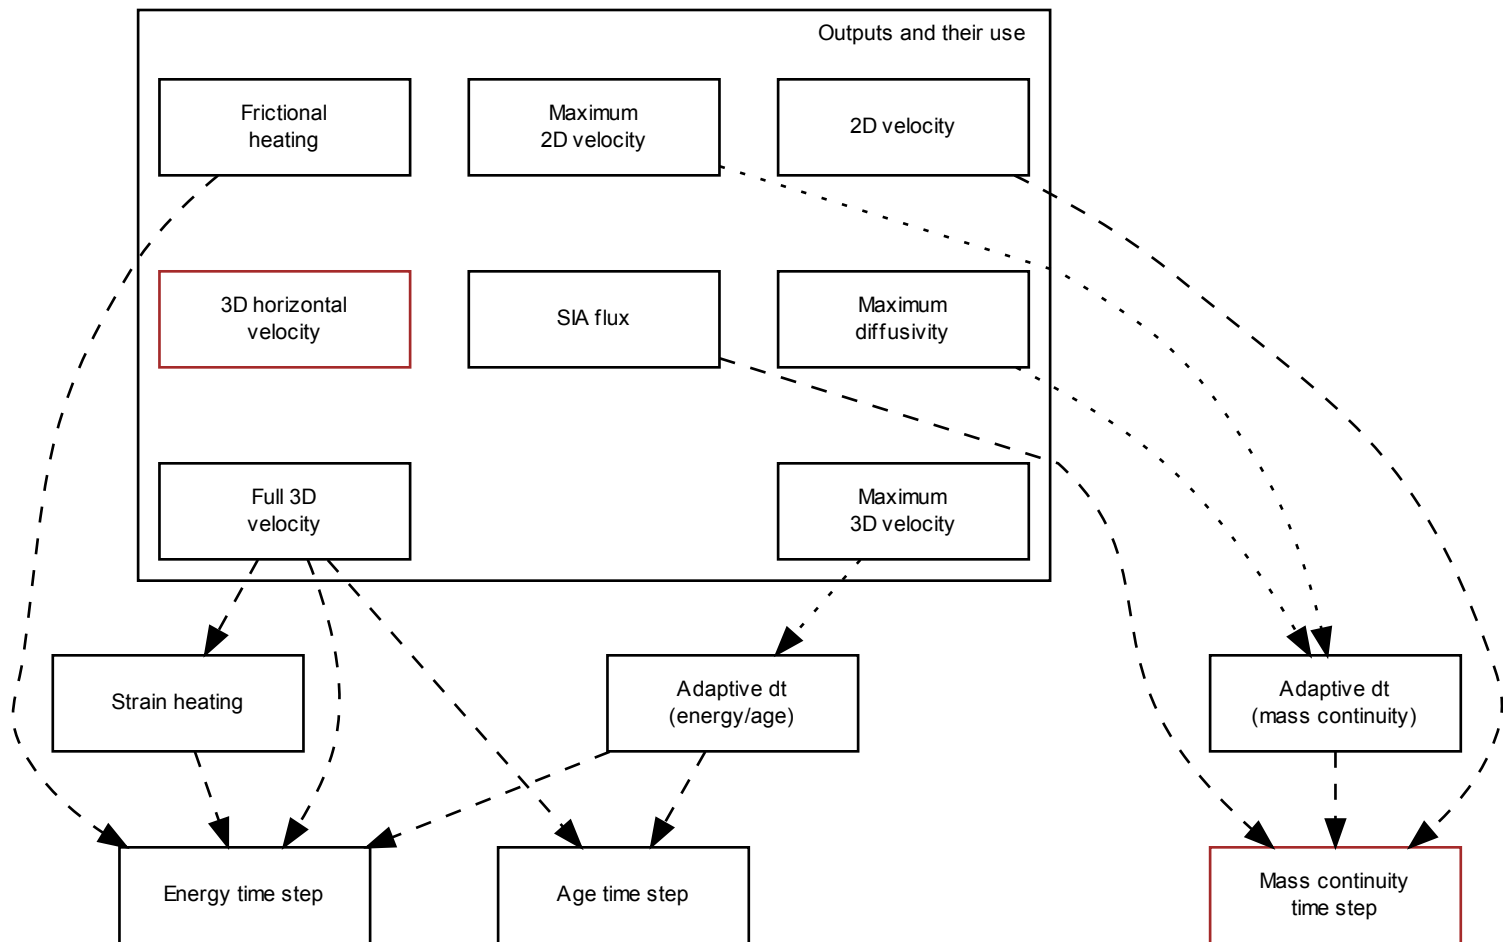 Outputs and their use
Frictional
heating
Maximum
2D velocity
2D velocity
3D horizontal
velocity
SIA flux
Maximum
diffusivity
Full 3D
velocity
Maximum
3D velocity
Strain heating
Adaptive dt
(energy/age)
Adaptive dt
(mass continuity)
Energy time step
Age time step
Mass continuity
time step